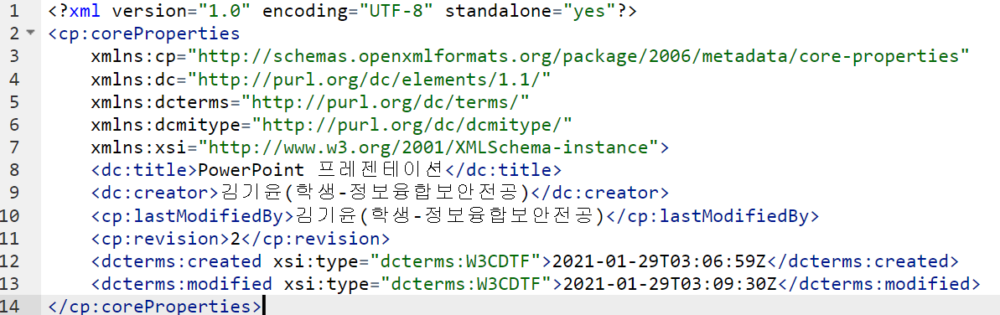 1 <?xml version="1.0" encoding="UTF-8" standalone="yes"?>
2 <cp:coreProperties
3 xmlns:cp="http://schemas.openxmlformats.org/package/2006/metadata/core-properties"
4 xmlns:dc="http://purl.org/dc/elements/1.1/"
5 xmlns:dcterms="http://purl.org/dc/terms/"
6 xmlns:dcmitype="http://purl.org/dc/dcmitype/"
7 xmlns:xsi="http://www.w3.org/2001/XMLSchema-instance">
8 <dc:title>PowerPoint 프레젠테이션</dc:title>
9 <dc:creator>김기윤(학생-정보융합보안전공)</dc:creator>
10 <cp:lastModifiedBy>김기윤(학생-정보융합보안전공)</cp:lastModifiedBy>
11 <cp:revision>2</cp:revision>
12 <dcterms:created xsi:type="dcterms:W3CDTF">2021-01-29T03:06:59Z</dcterms:created>
13 <dcterms:modified xsi:type="dcterms:W3CDTF">2021-01-29T03:09:30Z</dcterms:modified>
14 </cp:coreProperties>